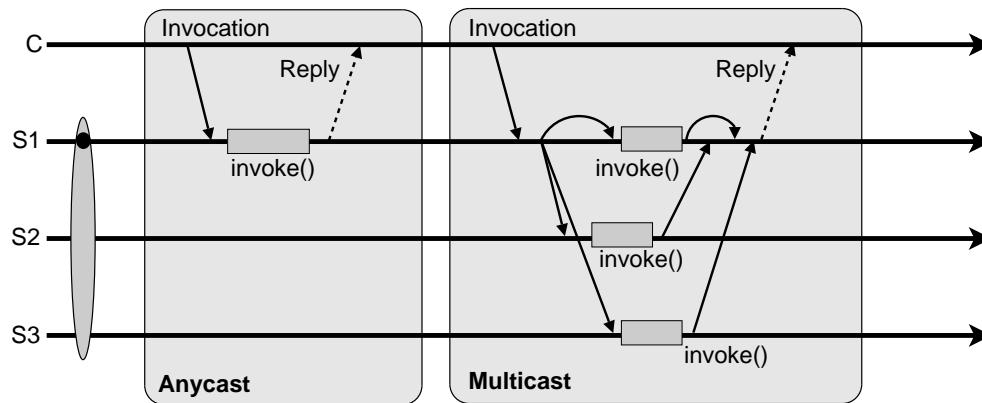 Invocation
Invocation
C
Reply
Reply
S1
invoke()
invoke()
S2
invoke()
S3
invoke()
Anycast
Multicast